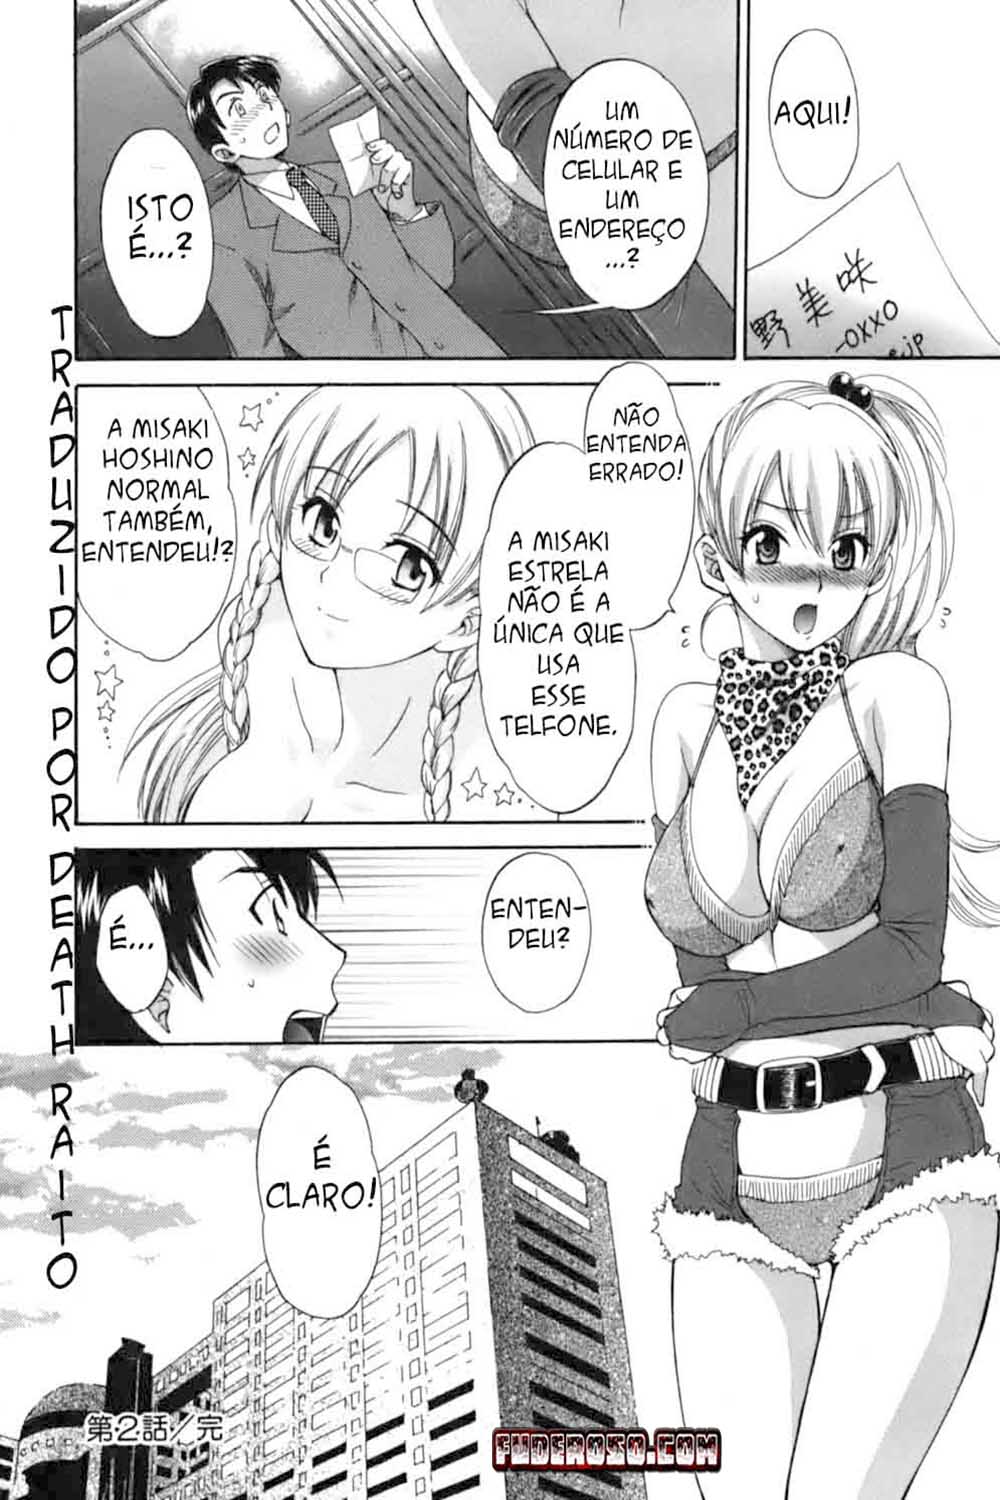 AQUI!
野美咲
-OXXO
e.jp
UM
NÚMERO DE
CELULAR E
UM
ENDEREÇO
...?
ISTO
É...?
NÃO
ENTENDA
ERRADO!
A MISAKI
ESTRELA
NÃO É A
ÚNICA QUE
USA
ESSE
TELFONE.
A MISAKI
HOSHINO
NORMAL
TAMBÉM,
ENTENDEU!?
ENTEN-
DEU?
É...
É
CLARO!
第2話/完
TRADUZIDO POR DEATH RAITO
FUDEROSO.COM